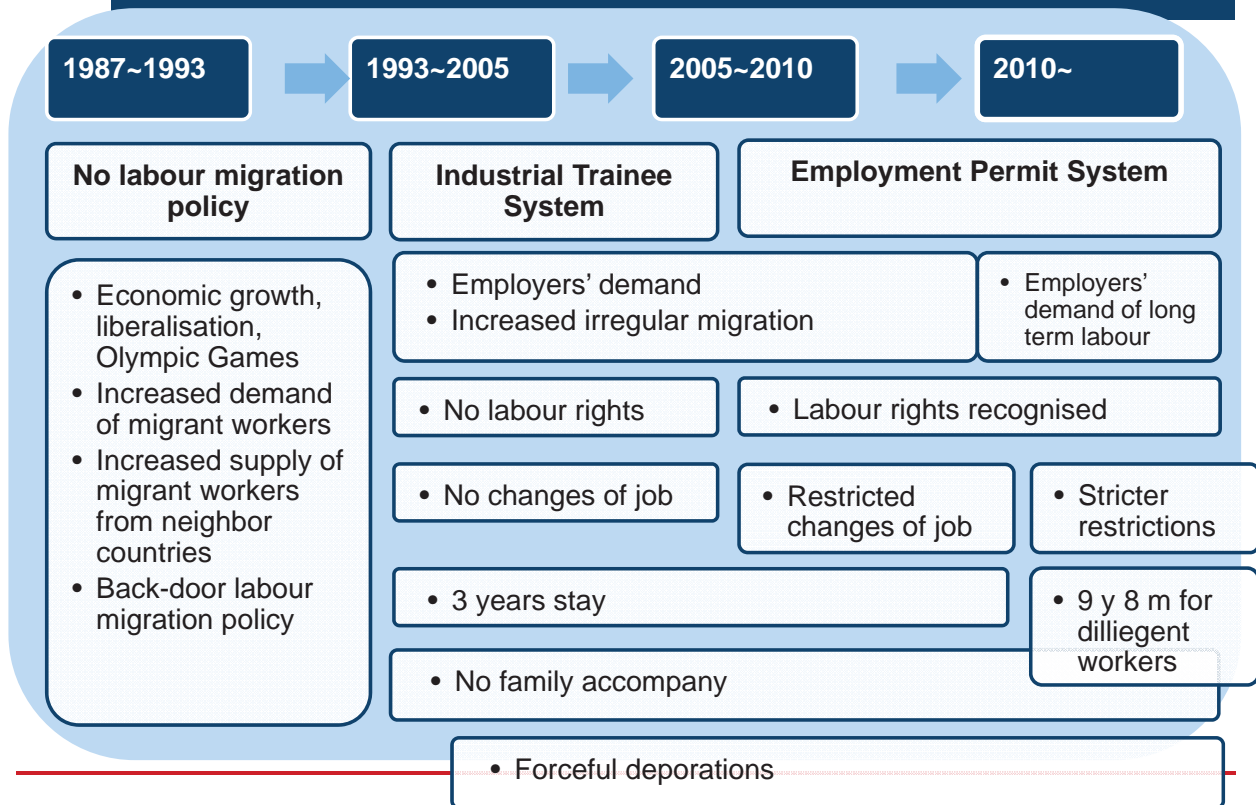 1987~1993
1993~2005
2005~2010
2010~
No labour migration
policy
Industrial Trainee
System
Employment Permit System
• Economic growth,
liberalisation,
Olympic Games
• Increased demand
of migrant workers
• Increased supply of
migrant workers
from neighbor
countries
• Back-door labour
migration policy
• Employers’ demand
• Increased irregular migration
• Employers’
demand of long
term labour
• No labour rights
• Labour rights recognised
• No changes of job
• Restricted
changes of job
• Stricter
restrictions
• 3 years stay
• 9 y 8 m for
dilliegent
workers
• No family accompany
• Forceful deporations